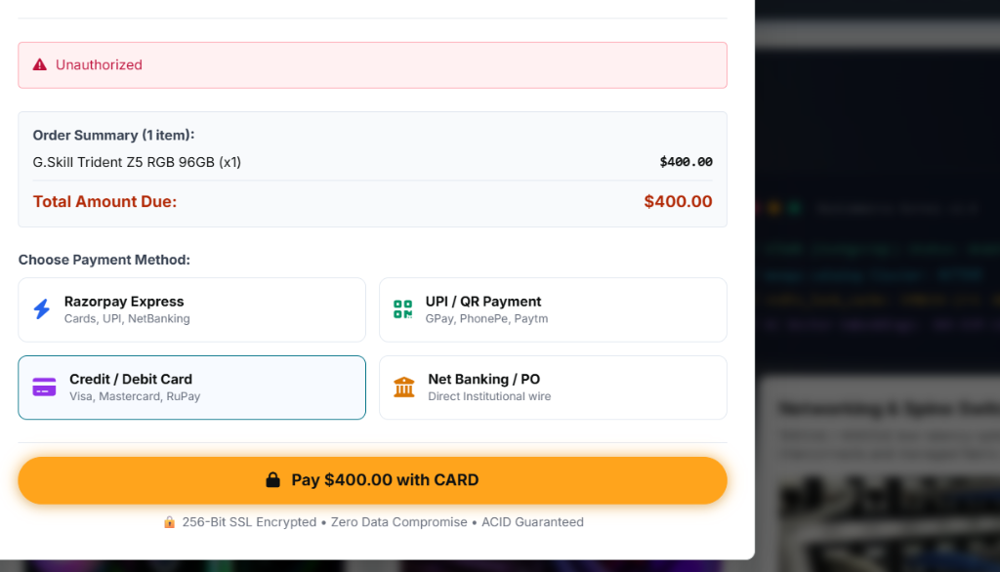 Unauthorized
Order Summary (1 item):
G.Skill Trident Z5 RGB 96GB (x1) $400.00
Total Amount Due: $400.00
Choose Payment Method:
Razorpay Express
Cards, UPI, NetBanking
UPI / QR Payment
GPay, PhonePe, Paytm
Credit / Debit Card
Visa, Mastercard, RuPay
Net Banking / PO
Direct Institutional wire
Pay $400.00 with CARD
256-Bit SSL Encrypted • Zero Data Compromise • ACID Guaranteed
Networking & Spine